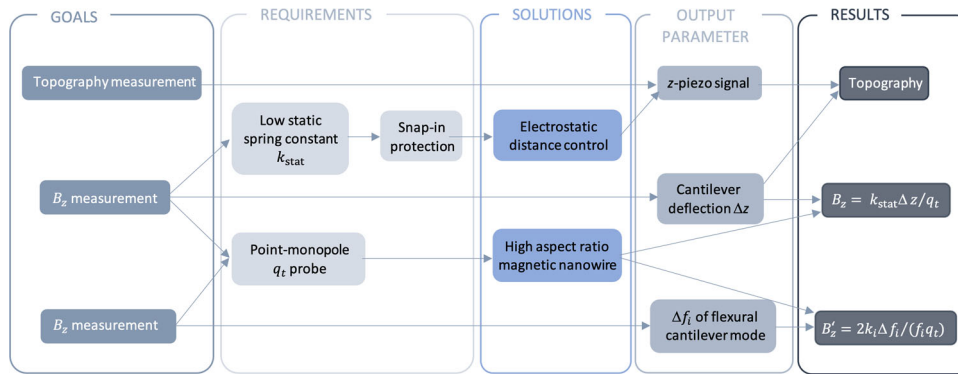 GOALS
REQUIREMENTS
SOLUTIONS
OUTPUT
PARAMETER
RESULTS
Topography measurement
z-piezo signal
Topography
Low static
spring constant
k_stat
Snap-in
protection
Electrostatic
distance control
B_z measurement
Cantilever
deflection Δz
B_z = k_stat Δ z/q_t
Point-monopole
q_t probe
High aspect ratio
magnetic nanowire
B_z measurement
Δf_i of flexural
cantilever mode
B′_z = 2k_i Δ f_i/(f_i q_t)